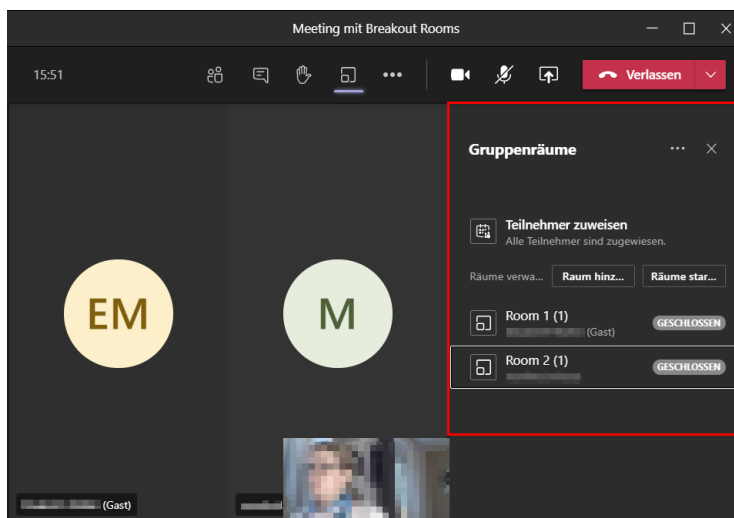 Meeting mit Breakout Rooms
15:51
Verlassen
Gruppenräume
Teilnehmer zuweisen
Alle Teilnehmer sind zugewiesen.
Räume verwa... Raum hinz... Räume star...
Room 1 (1)
GESCHLOSSEN
(Gast)
Room 2 (1)
GESCHLOSSEN
EM
M
(Gast)